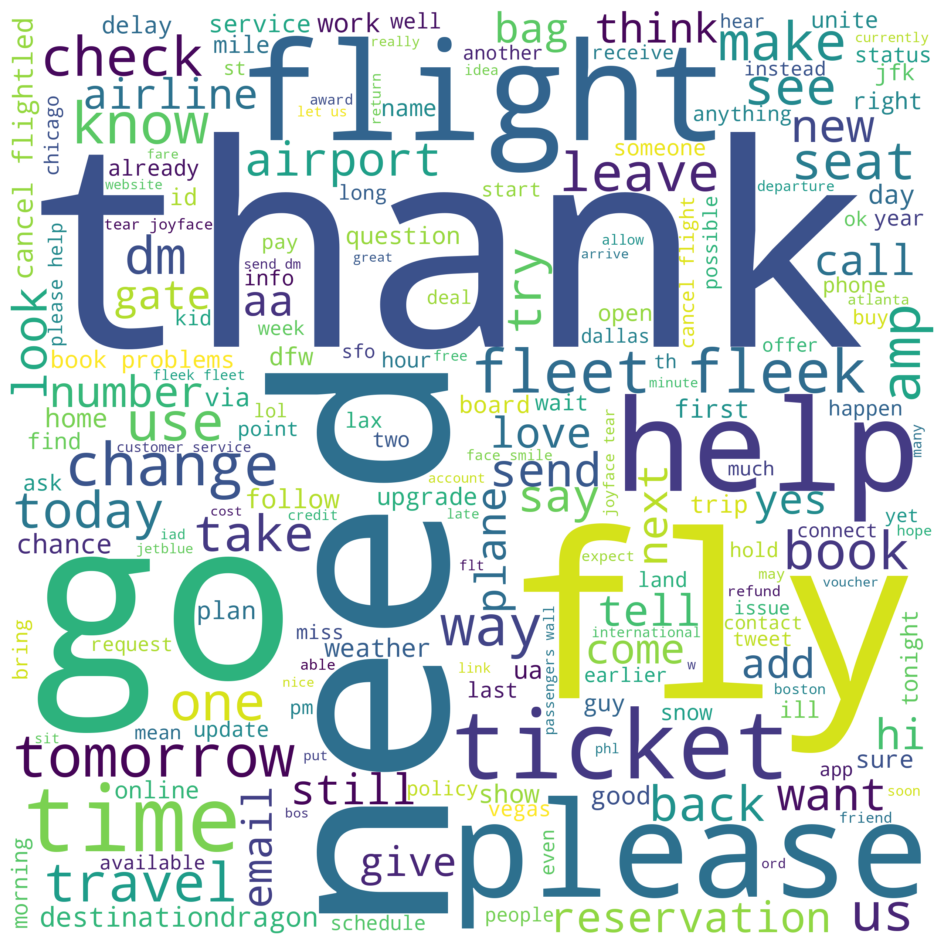 delay
service
work
well
hear
unite
check
mile
really
bag
another
receive
think
make
currently
status
st
flight
idea
instead
jfk
airline
award
let us
return
name
see
anything
right
know
new
chicago
cancel flightled
fare
already
airport
someone
leave
seat
website
id
long
start
departure
day
tear joyface
thank
ok
year
please help
dm
pay
question
allow
possible
send dm
great
arrive
call
info
try
cancel flight
gate
aa
deal
open
phone
atlanta
look
kid
week
dallas
buy
amp
book problems
dfw
sfo
hour
free
fleet
th
fleek
offer
fleek fleet
minute
number
via
use
lol
lax
board
wait
first
happen
home
point
two
love
help
find
customer service
face smile
joyface tear
much
many
change
send
ask
account
follow
upgrade
say
next
trip
yes
today
cost
credit
late
yet
chance
iad
take
plane
connect
hope
jetblue
need
expect
hold
book
go
flt
fly
may
voucher
plan
land
refund
tell
issue
bring
request
miss
way
international
contact
weather
come
w
tweet
able
link
ua
passengers wall
earlier
add
tonight
one
nice
last
boston
pm
guy
snow
ill
hi
sit
mean
update
ticket
tomorrow
put
phl
sure
still
app
online
policy
show
good
back
want
soon
time
email
bos
vegas
friend
please
morning
available
give
even
ord
travel
destinationdragon
schedule
people
reservation
us